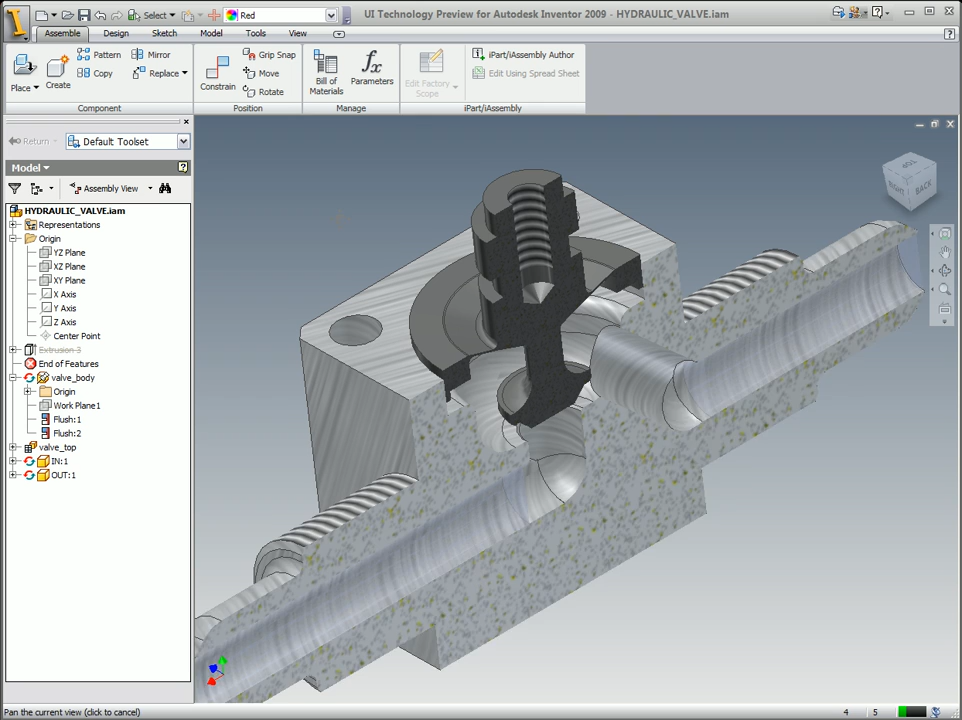 Select
Red
UI Technology Preview for Autodesk Inventor 2009 - HYDRAULIC_VALVE.iam
Assemble Design Sketch Model Tools View
Place
Create
Pattern
Copy
Mirror
Replace
Component
Constrain
Grip Snap
Move
Rotate
Position
Bill of
Materials
Parameters
Manage
Edit Factory
Scope
iPart/iAssembly Author
Edit Using Spread Sheet
iPart/iAssembly
Return
Default Toolset
Model
Assembly View
HYDRAULIC_VALVE.iam
Representations
Origin
YZ Plane
XZ Plane
XY Plane
X Axis
Y Axis
Z Axis
Center Point
Extrusion 3
End of Features
valve_body
Origin
Work Plane1
Flush:1
Flush:2
valve_top
IN:1
OUT:1
TOP
RIGHT
BACK
Pan the current view (click to cancel)
4 5